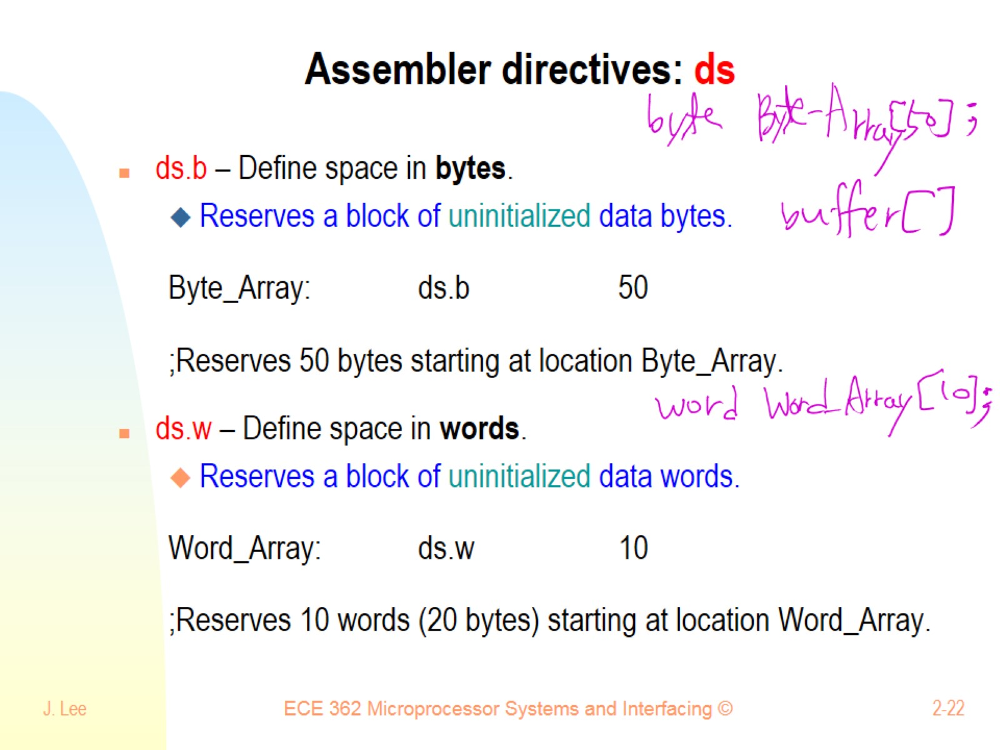 Assembler directives: ds
byte Byte-Array[50];
ds.b – Define space in bytes.
Reserves a block of uninitialized data bytes.
buffer[]
Byte_Array: ds.b 50
;Reserves 50 bytes starting at location Byte_Array.
word Word_Array[10];
ds.w – Define space in words.
Reserves a block of uninitialized data words.
Word_Array: ds.w 10
;Reserves 10 words (20 bytes) starting at location Word_Array.
J. Lee ECE 362 Microprocessor Systems and Interfacing © 2-22